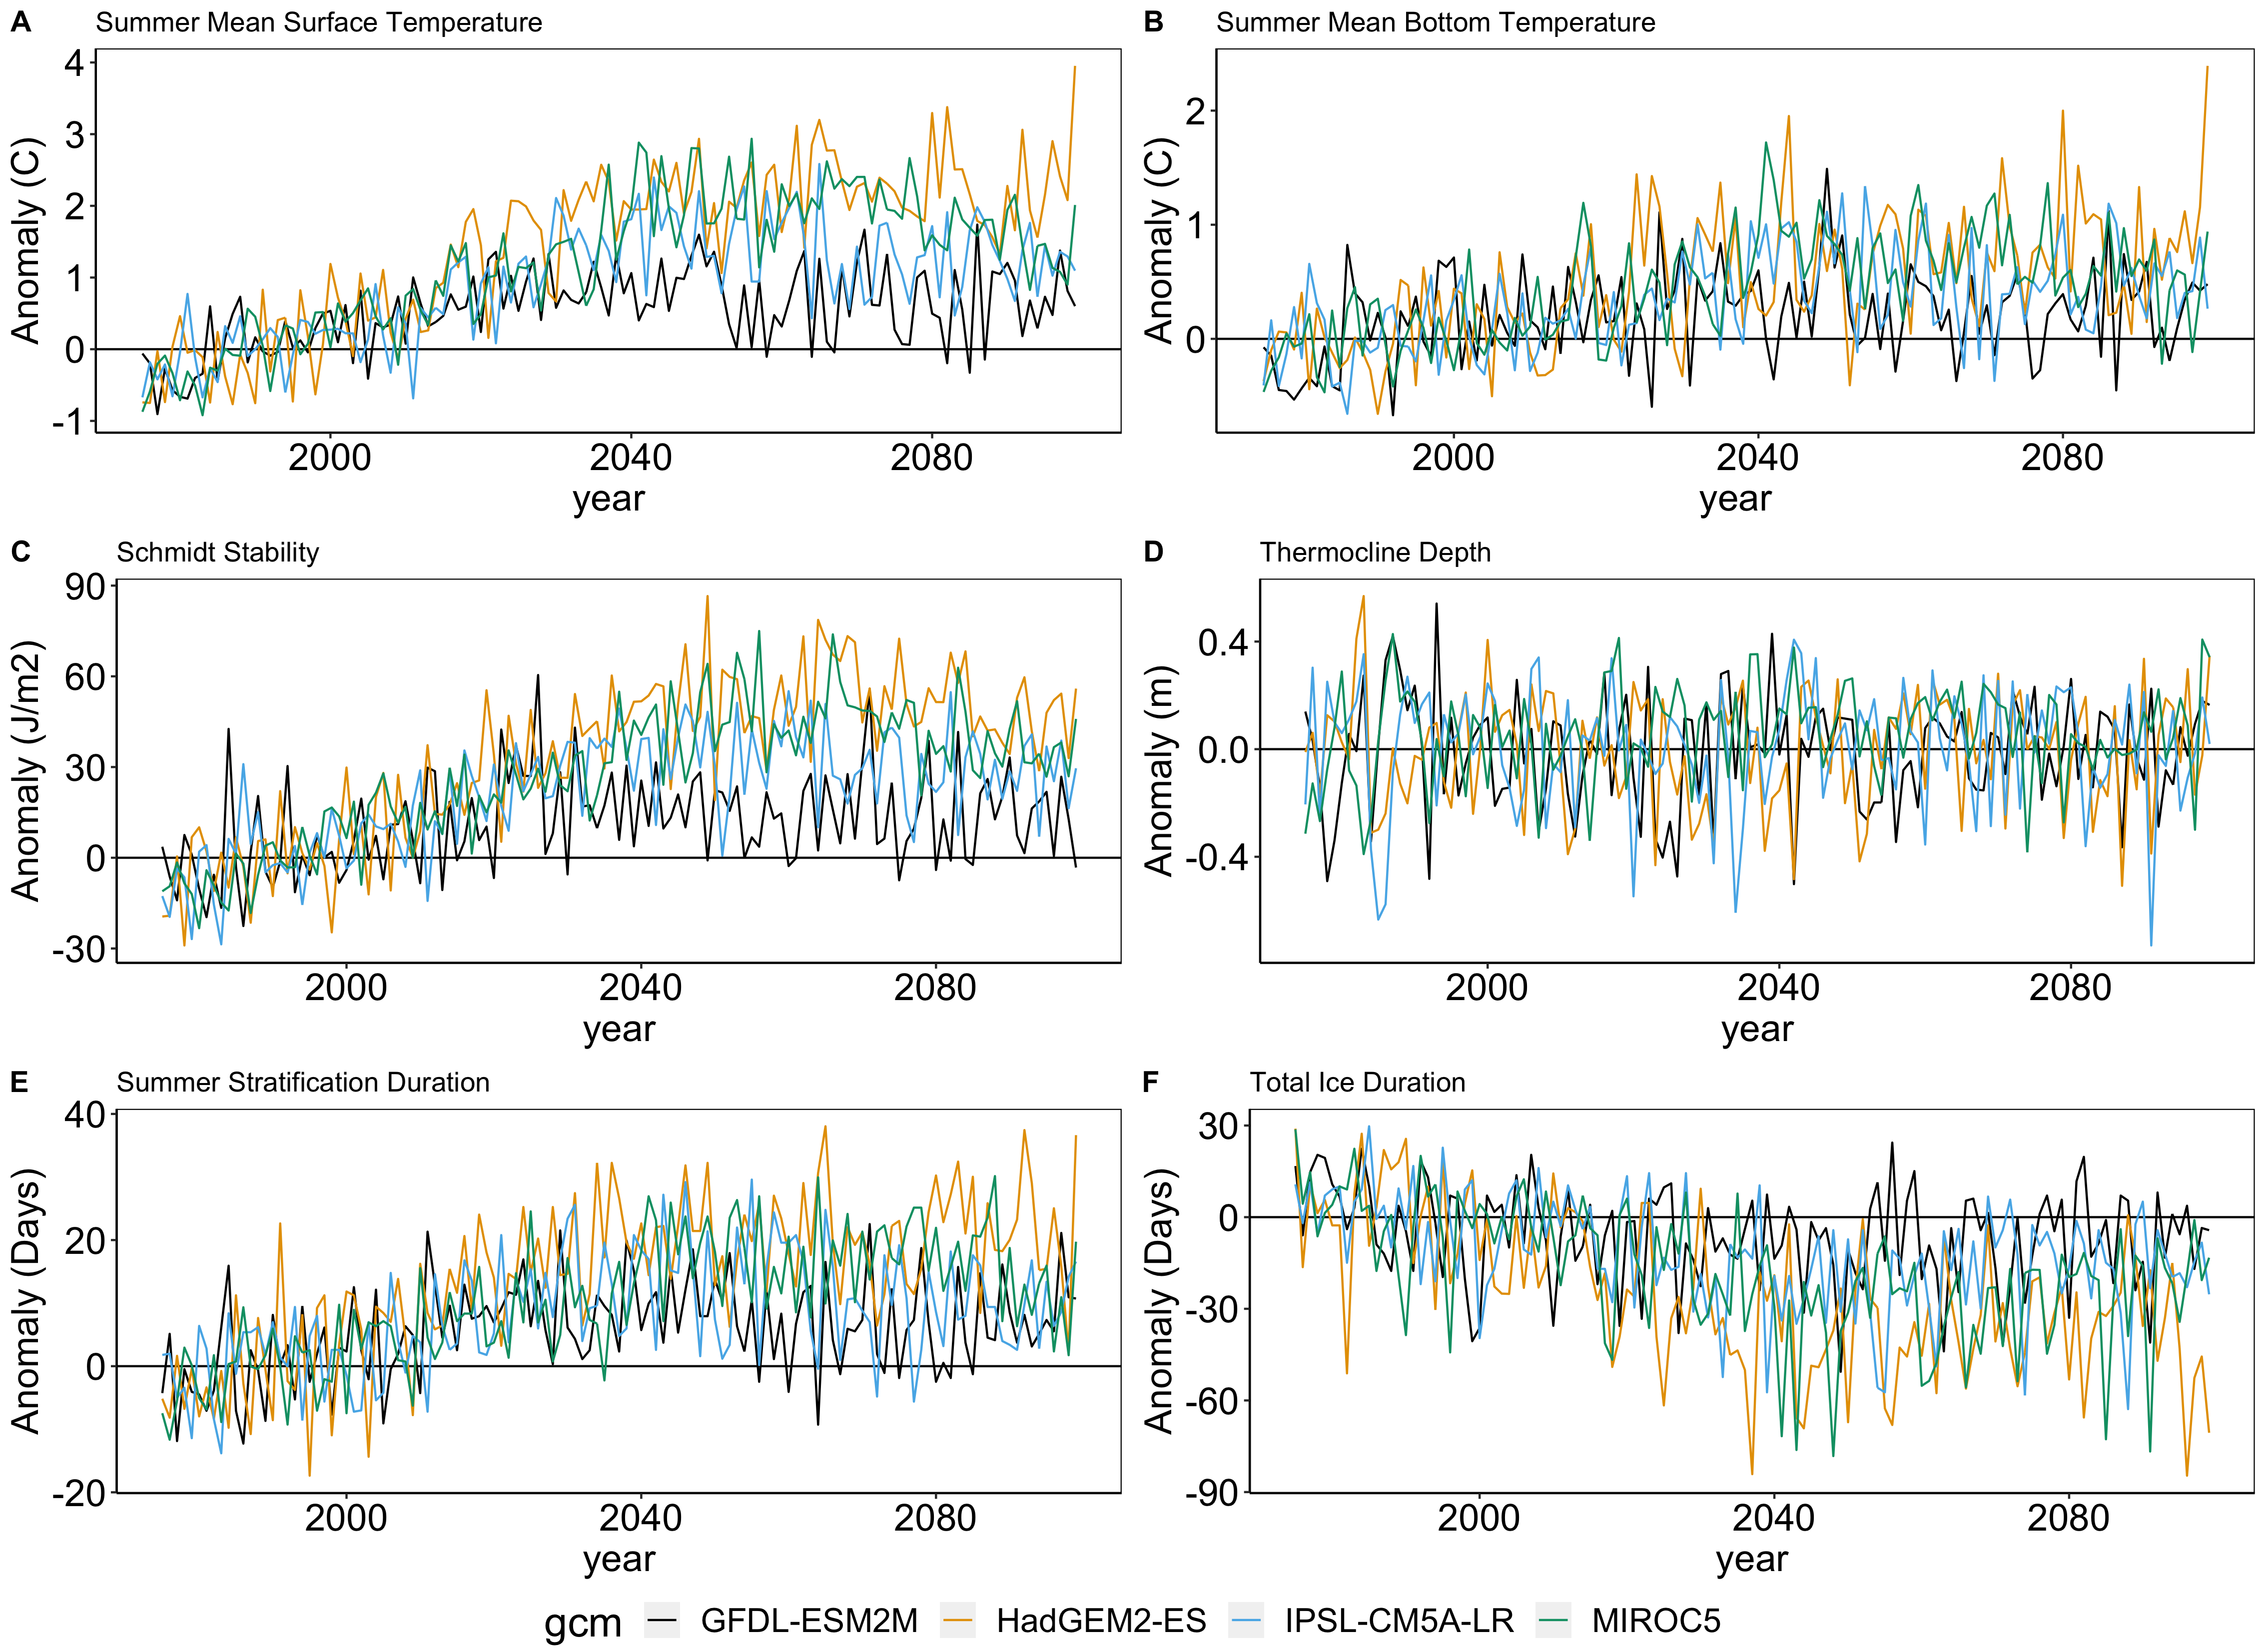 A Summer Mean Surface Temperature
Anomaly (C)
4
3
2
1
0
-1
2000 2040 2080
year
B Summer Mean Bottom Temperature
Anomaly (C)
2
1
0
2000 2040 2080
year
C Schmidt Stability
Anomaly (J/m2)
90
60
30
0
-30
2000 2040 2080
year
D Thermocline Depth
Anomaly (m)
0.4
0.0
-0.4
2000 2040 2080
year
E Summer Stratification Duration
Anomaly (Days)
40
20
0
-20
2000 2040 2080
year
F Total Ice Duration
Anomaly (Days)
30
0
-30
-60
-90
2000 2040 2080
year
gcm GFDL-ESM2M HadGEM2-ES IPSL-CM5A-LR MIROC5